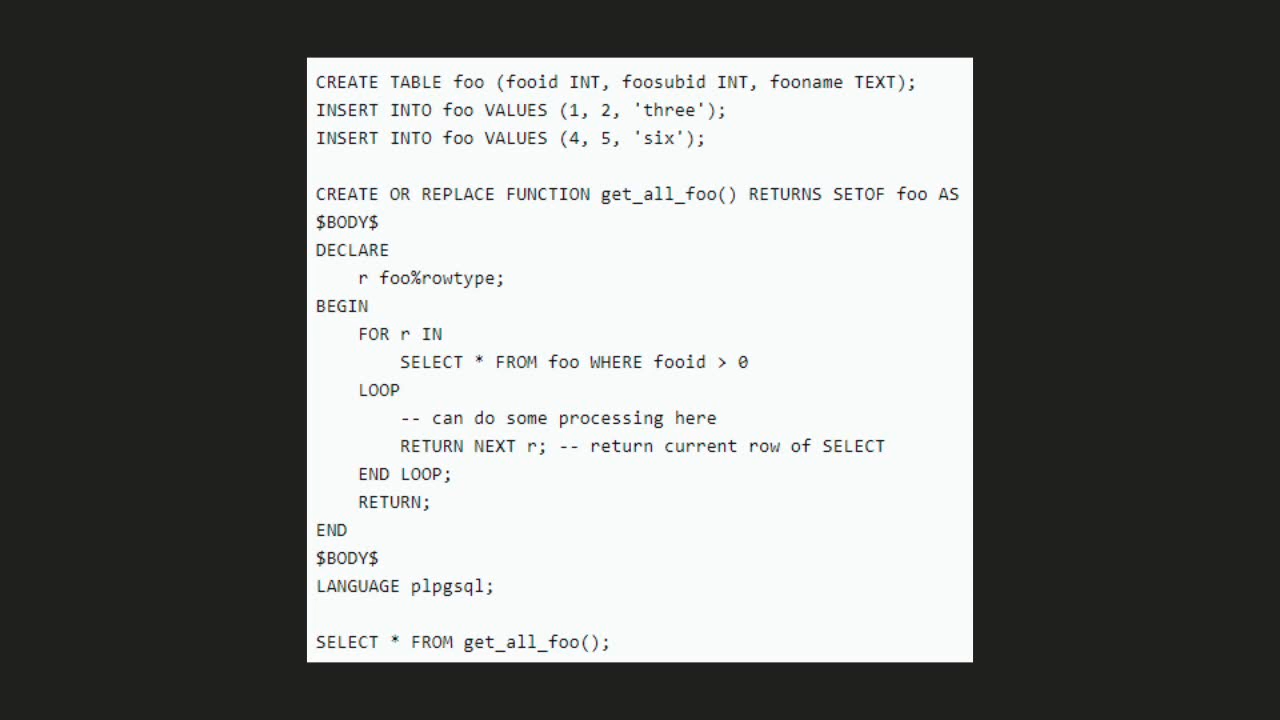 CREATE TABLE foo (fooid INT, foosubid INT, fooname TEXT);
INSERT INTO foo VALUES (1, 2, 'three');
INSERT INTO foo VALUES (4, 5, 'six');

CREATE OR REPLACE FUNCTION get_all_foo() RETURNS SETOF foo AS
$BODY$
DECLARE
    r foo%rowtype;
BEGIN
    FOR r IN
        SELECT * FROM foo WHERE fooid > 0
    LOOP
        -- can do some processing here
        RETURN NEXT r; -- return current row of SELECT
    END LOOP;
    RETURN;
END
$BODY$
LANGUAGE plpgsql;

SELECT * FROM get_all_foo();